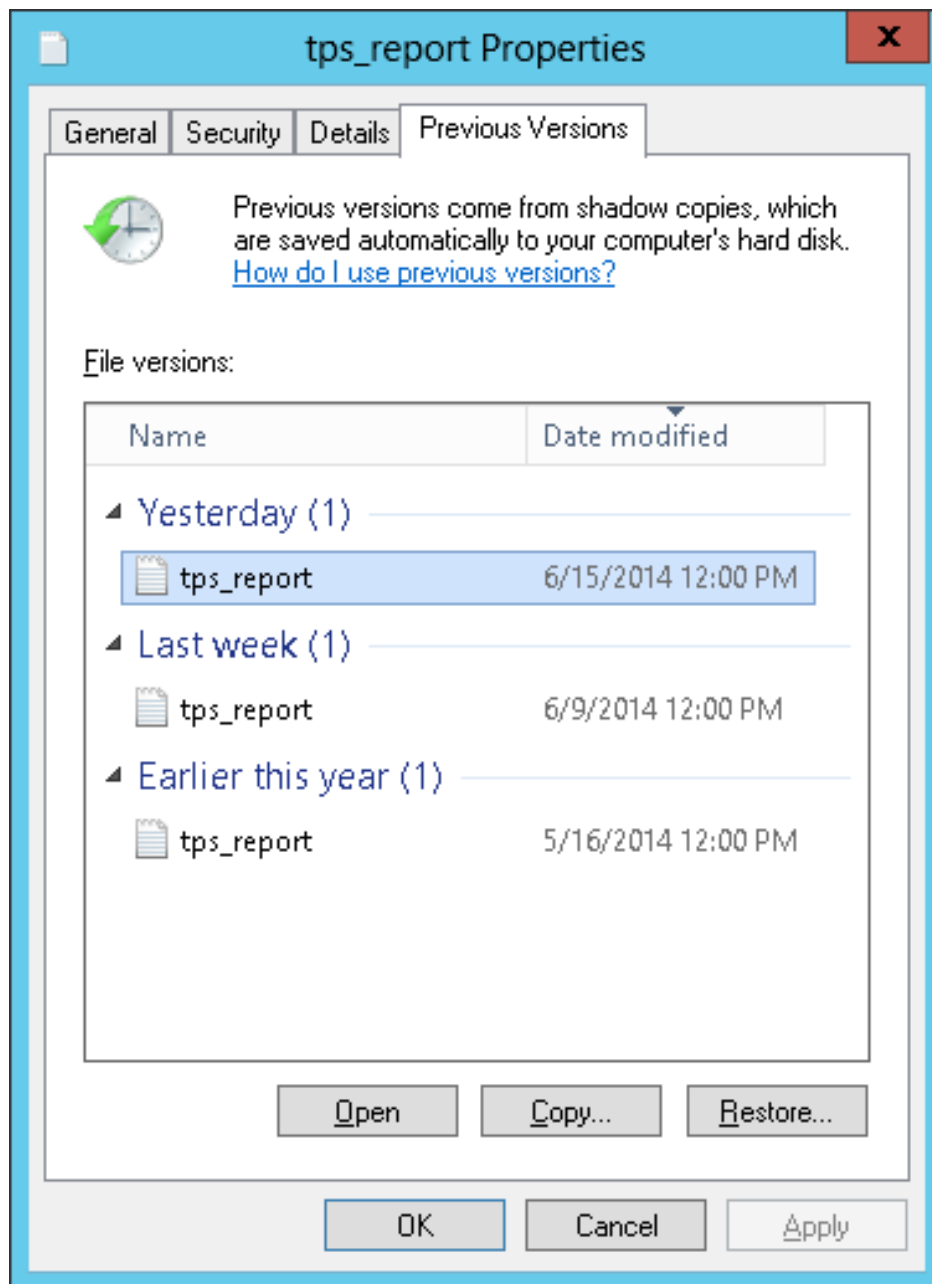 tps_report Properties
x
General Security Details Previous Versions
Previous versions come from shadow copies, which
are saved automatically to your computer's hard disk.
How do I use previous versions?
File versions:
Name Date modified
Yesterday (1)
tps_report 6/15/2014 12:00 PM
Last week (1)
tps_report 6/9/2014 12:00 PM
Earlier this year (1)
tps_report 5/16/2014 12:00 PM
Open Copy... Restore...
OK Cancel Apply